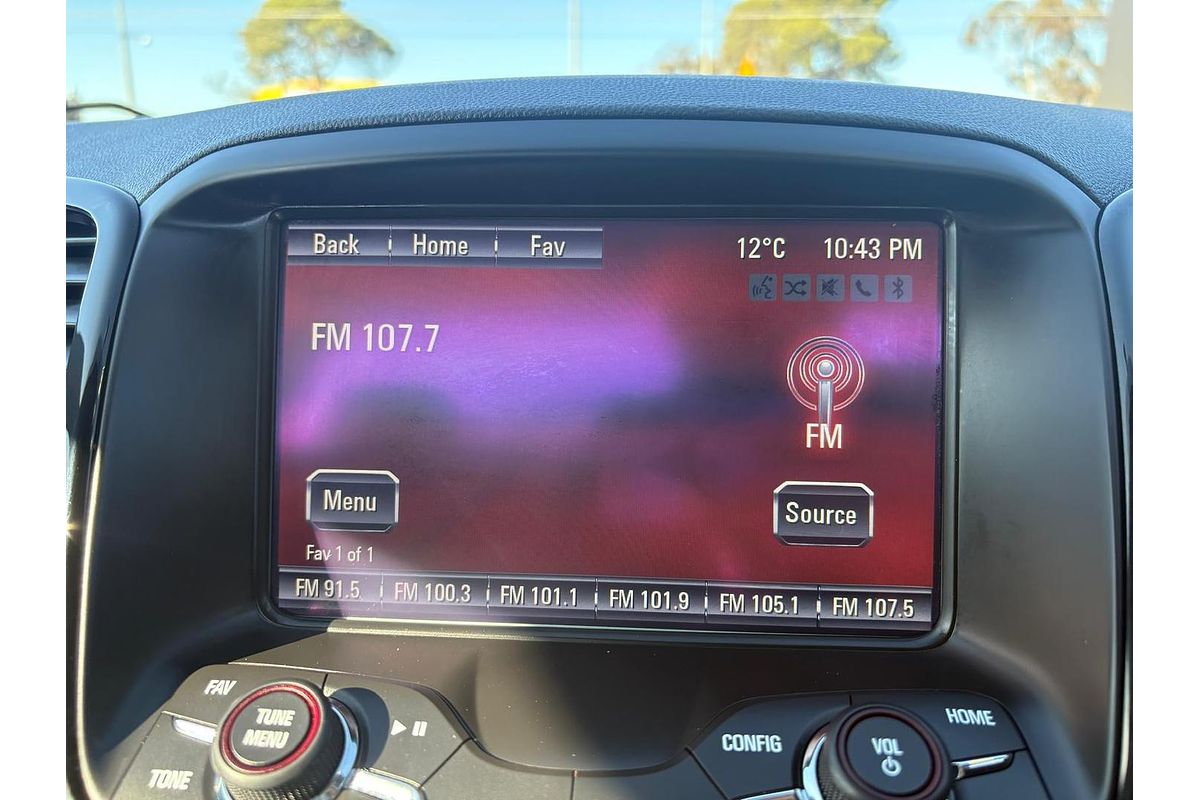 Back Home Fav 12°C 10:43 PM
FM 107.7
FM
Menu Source
Fav 1 of 1
FM 91.5 FM 100.3 FM 101.1 FM 101.9 FM 105.1 FM 107.5
FAV HOME
TUNE
MENU
CONFIG VOL
TONE